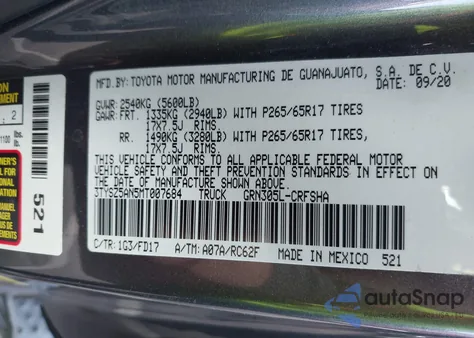 MFD.BY: TOYOTA MOTOR MANUFACTURING DE GUANAJUATO, S.A. DE C.V.
09/20
GVWR: 2540KG (5600LB)
GAWR: FRT. 1335KG (2940LB) WITH P265/65R17 TIRES
17X7.5J RIMS,
RR. 1490KG (3280LB) WITH P265/65R17 TIRES,
17X7.5J RIMS,
THIS VEHICLE CONFORMS TO ALL APPLICABLE FEDERAL MOTOR
VEHICLE SAFETY AND THEFT PREVENTION STANDARDS IN EFFECT ON
THE DATE OF MANUFACTURE SHOWN ABOVE.
3TYSZ5AN5MT007684 TRUCK GRN305L-CRFSHA
C/TR: 1G3/FD17 A/TM: A07A/RC62F MADE IN MEXICO 521
521
autoSnap